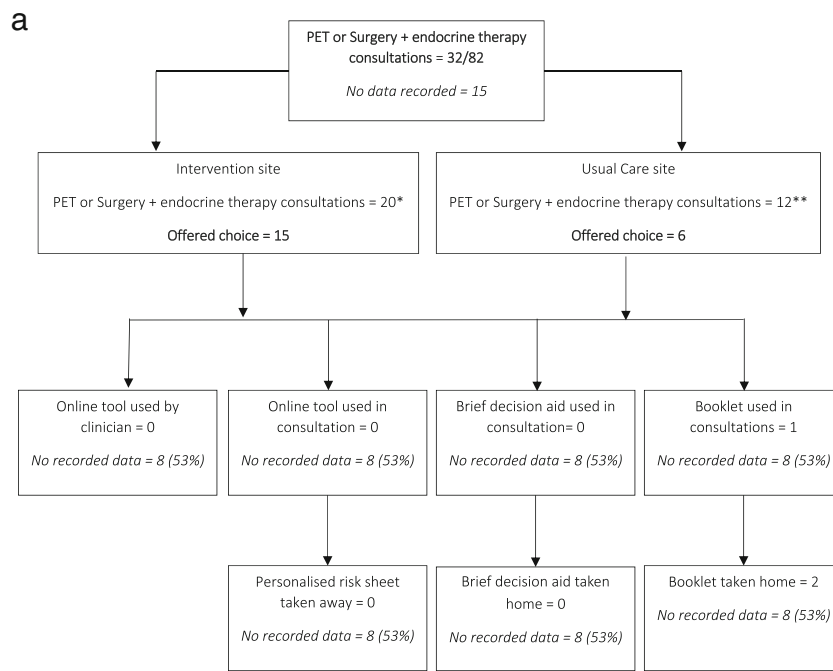 a
PET or Surgery + endocrine therapy
consultations = 32/82
No data recorded = 15
Intervention site
PET or Surgery + endocrine therapy consultations = 20*
Offered choice = 15
Usual Care site
PET or Surgery + endocrine therapy consultations = 12**
Offered choice = 6
Online tool used by
clinician = 0
No recorded data = 8 (53%)
Online tool used in
consultation = 0
No recorded data = 8 (53%)
Brief decision aid used in
consultation= 0
No recorded data = 8 (53%)
Booklet used in
consultations = 1
No recorded data = 8 (53%)
Personalised risk sheet
taken away = 0
No recorded data = 8 (53%)
Brief decision aid taken
home = 0
No recorded data = 8 (53%)
Booklet taken home = 2
No recorded data = 8 (53%)